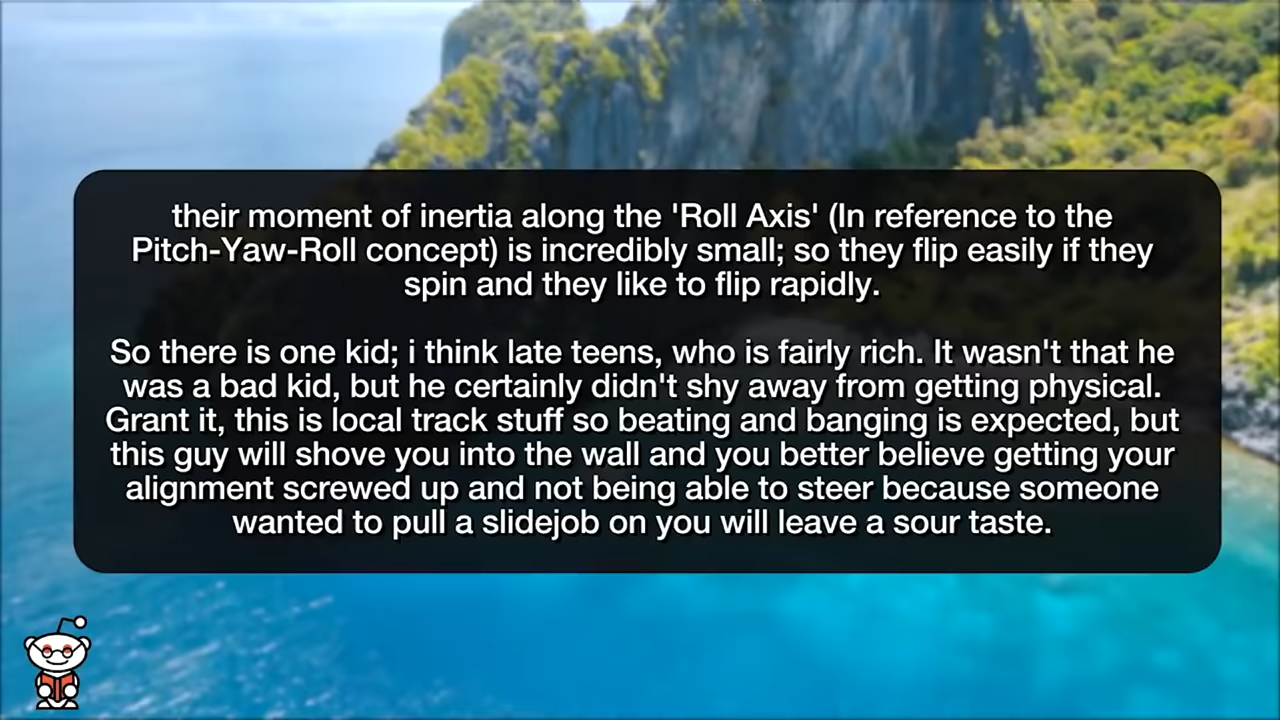 their moment of inertia along the 'Roll Axis' (In reference to the
Pitch-Yaw-Roll concept) is incredibly small; so they flip easily if they
spin and they like to flip rapidly.
So there is one kid; i think late teens, who is fairly rich. It wasn't that he
was a bad kid, but he certainly didn't shy away from getting physical.
Grant it, this is local track stuff so beating and banging is expected, but
this guy will shove you into the wall and you better believe getting your
alignment screwed up and not being able to steer because someone
wanted to pull a slidejob on you will leave a sour taste.